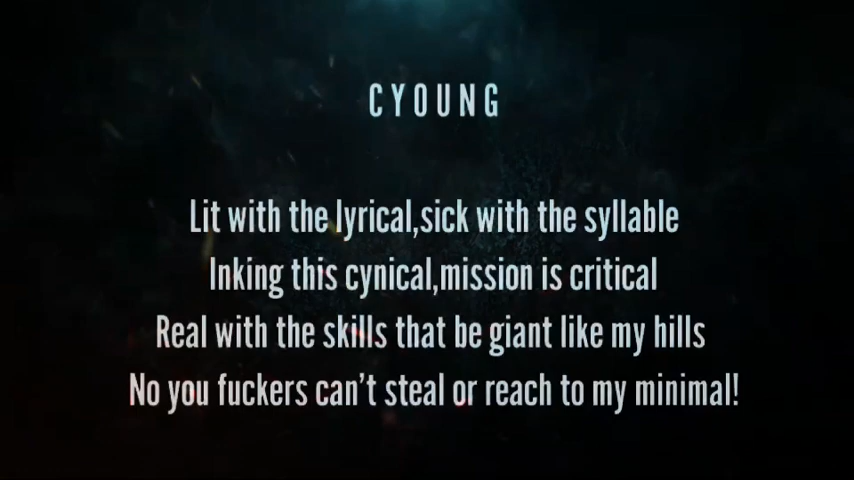 CYOUNG
Lit with the lyrical,sick with the syllable
Inking this cynical,mission is critical
Real with the skills that be giant like my hills
No you fuckers can't steal or reach to my minimal!